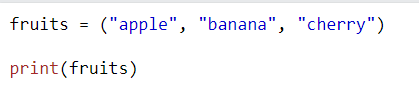 fruits = ("apple", "banana", "cherry")
print(fruits)